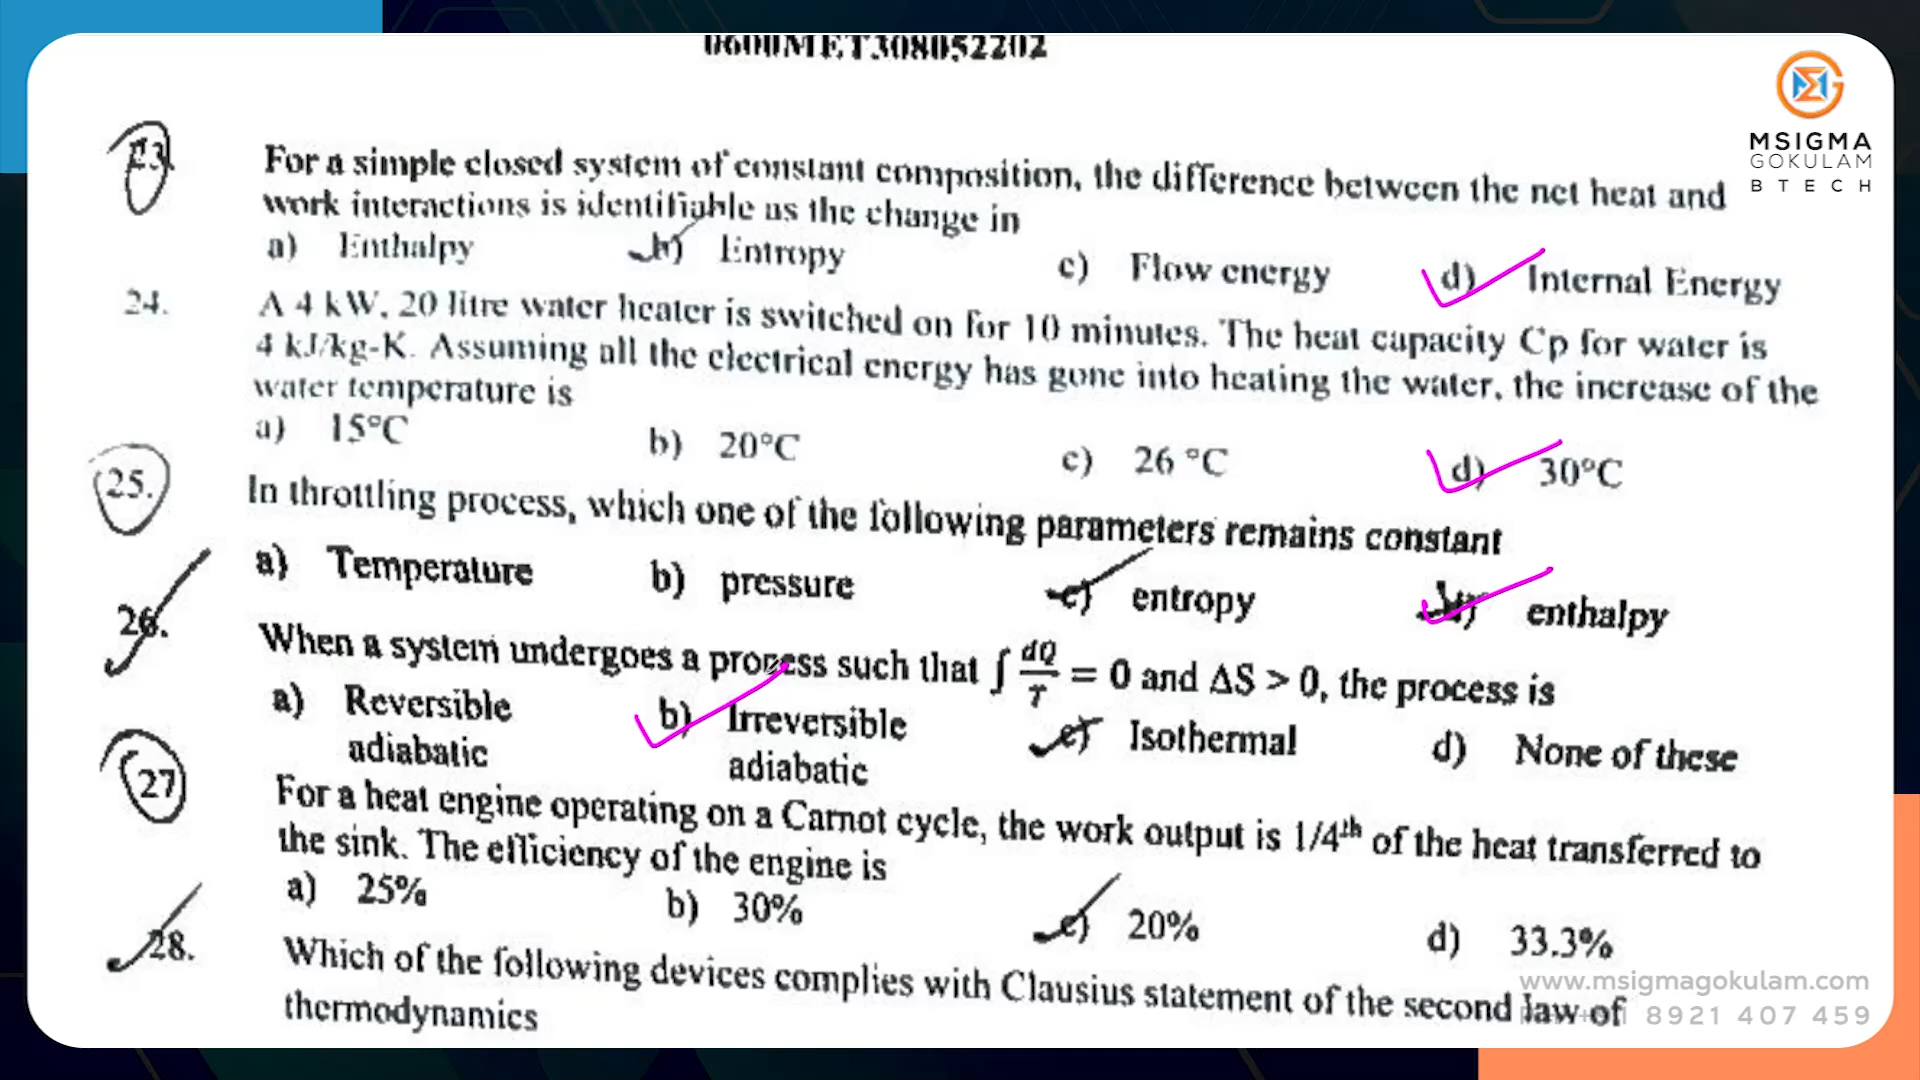 0600MET308052202
MSIGMA
GOKULAM
BTECH
23
For a simple closed system of constant composition, the difference between the net heat and
work interactions is identifiable as the change in
a) Enthalpy b) Entropy c) Flow energy d) Internal Energy
24. A 4 kW, 20 litre water heater is switched on for 10 minutes. The heat capacity Cp for water is
4 kJ/kg-K. Assuming all the electrical energy has gone into heating the water, the increase of the
water temperature is
a) 15°C b) 20°C c) 26 °C d) 30°C
25. In throttling process, which one of the following parameters remains constant
a) Temperature b) pressure c) entropy d) enthalpy
26. When a system undergoes a process such that ∫ dQ/T = 0 and ΔS > 0, the process is
a) Reversible b) Irreversible c) Isothermal d) None of these
adiabatic adiabatic
27 For a heat engine operating on a Carnot cycle, the work output is 1/4th of the heat transferred to
the sink. The efficiency of the engine is
a) 25% b) 30% c) 20% d) 33.3%
28. Which of the following devices complies with Clausius statement of the second law of
thermodynamics
www.msigmagokulam.com
8921 407 459